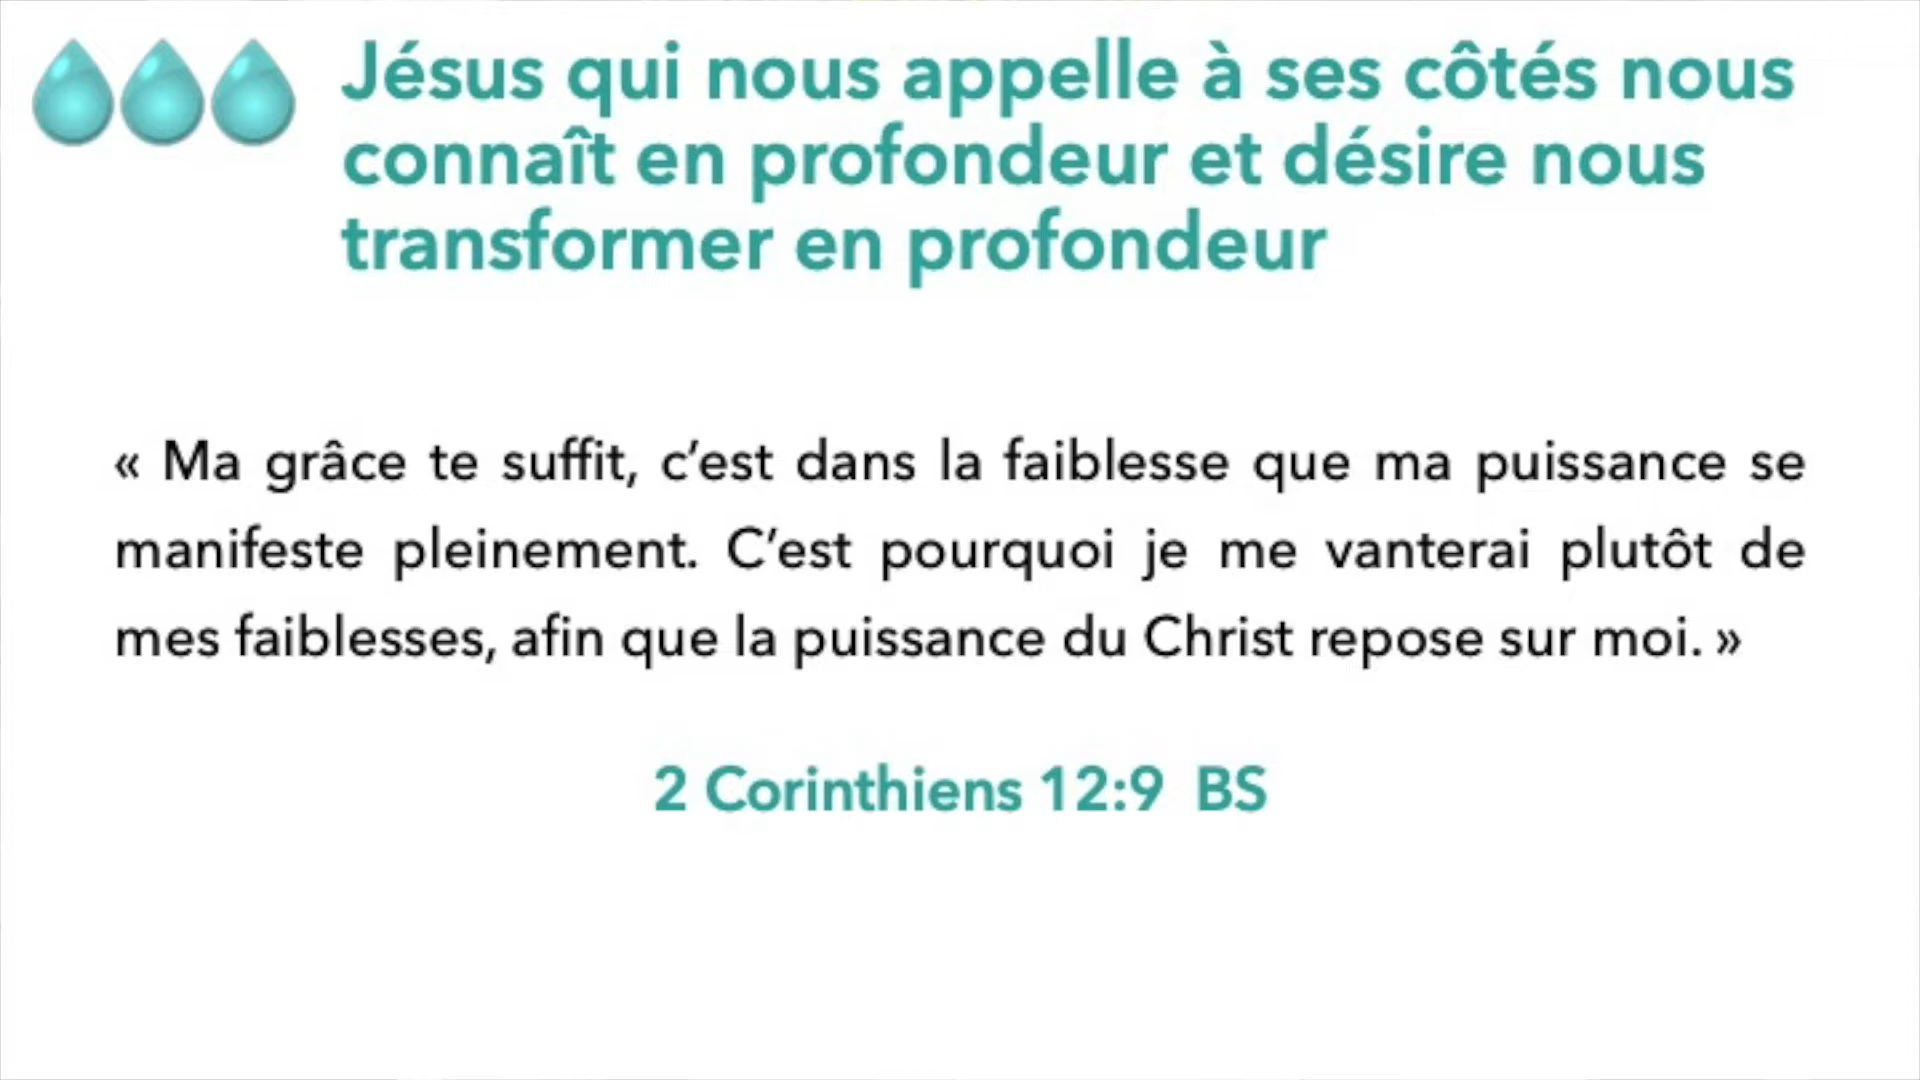 Jésus qui nous appelle à ses côtés nous
connaît en profondeur et désire nous
transformer en profondeur
« Ma grâce te suffit, c’est dans la faiblesse que ma puissance se
manifeste pleinement. C’est pourquoi je me vanterai plutôt de
mes faiblesses, afin que la puissance du Christ repose sur moi. »
2 Corinthiens 12:9 BS